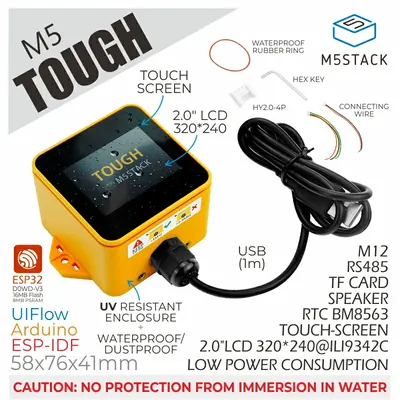 M5
TOUGH
WATERPROOF
RUBBER RING
HEX KEY
M5STACK
TOUCH
SCREEN
HY2.0-4P
CONNECTING
WIRE
2.0" LCD
320*240
TOUGH
M5STACK
USB
(1m)
ESP32
D0WD-V3
16MB Flash
8MB PSRAM
UV RESISTANT
ENCLOSURE
+
WATERPROOF/
DUSTPROOF
UIFlow
Arduino
ESP-IDF
58x76x41mm
M12
RS485
TF CARD
SPEAKER
RTC BM8563
TOUCH-SCREEN
2.0"LCD 320*240@ILI9342C
LOW POWER CONSUMPTION
CAUTION: NO PROTECTION FROM IMMERSION IN WATER